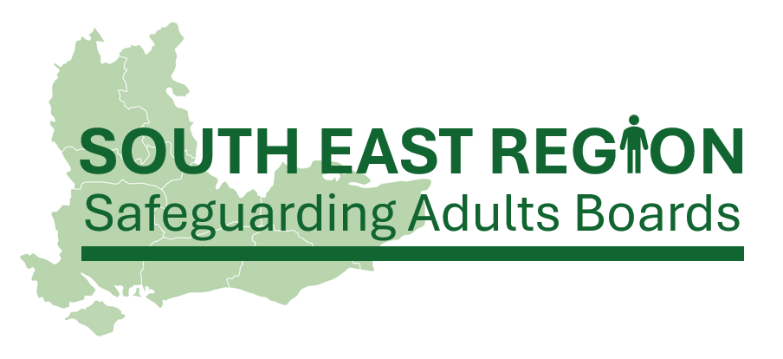 SOUTH EAST REGION
Safeguarding Adults Boards